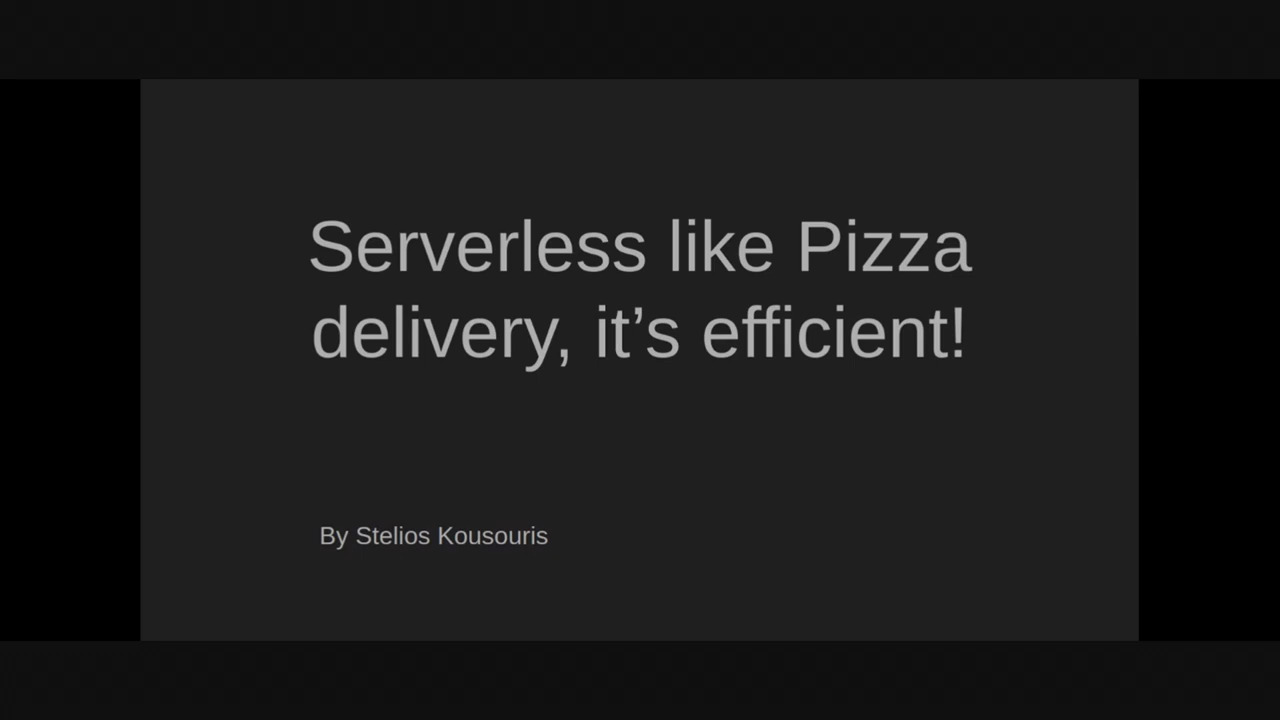 Serverless like Pizza
delivery, it’s efficient!
By Stelios Kousouris